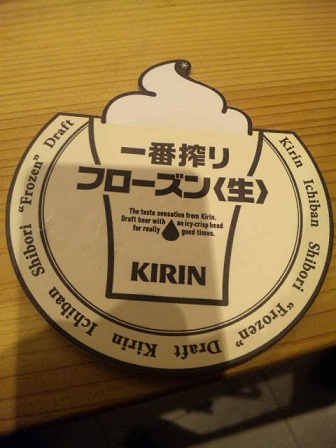 一番搾り
フローズン〈生〉
The taste sensation from Kirin.
Draft beer with an icy-crisp head
for really good times.
KIRIN
Kirin Ichiban Shibori "Frozen" Draft Kirin Ichiban Shibori "Frozen" Draft